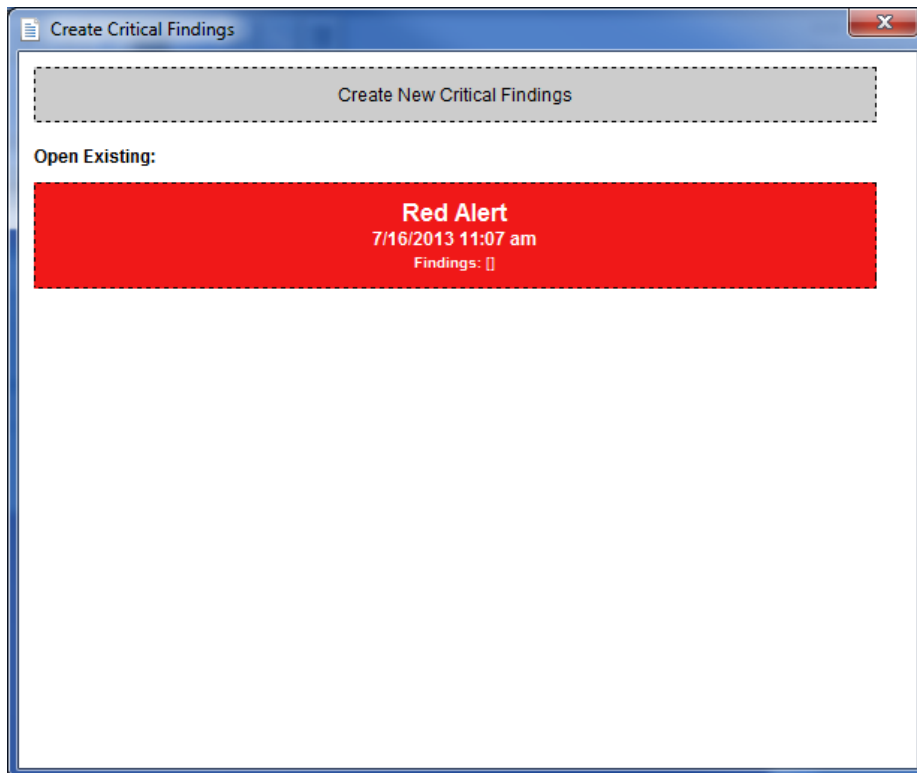 Create Critical Findings
Create New Critical Findings
Open Existing:
Red Alert
7/16/2013 11:07 am
Findings: []